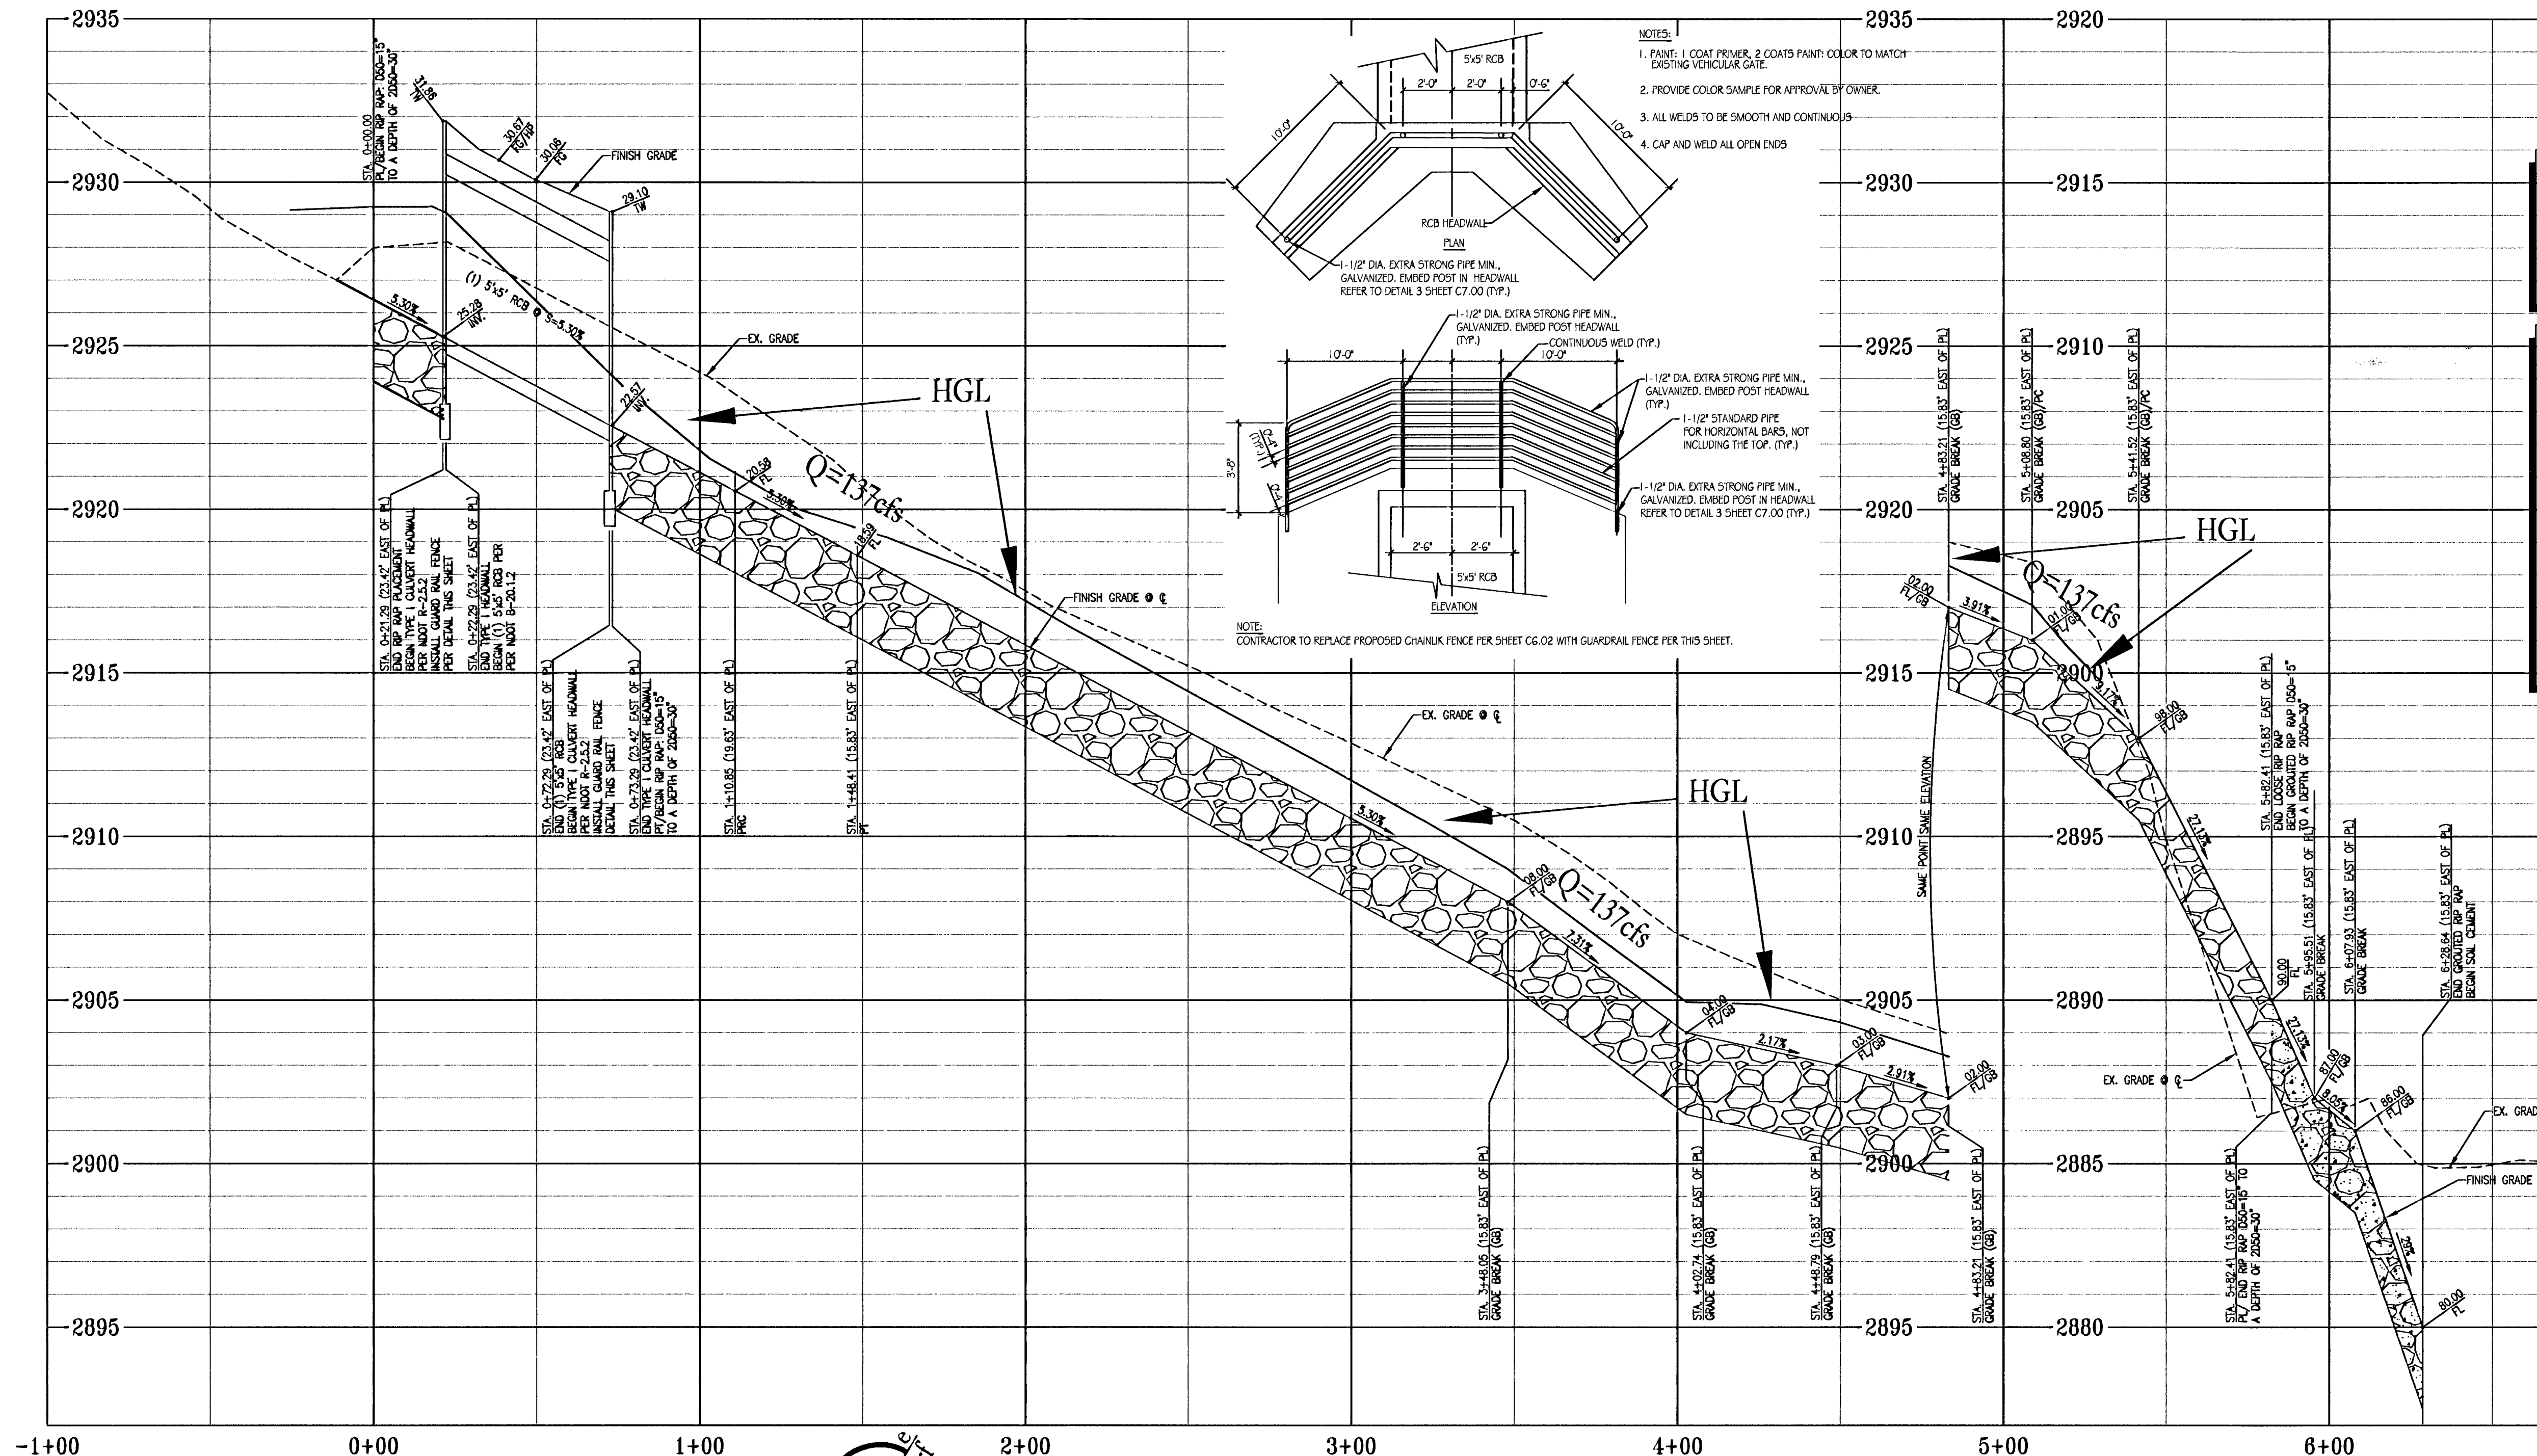 2935
2930
2925
2920
2915
2910
2905
2900
2895
STA. 0+00.00
PL/BEGIN RIP RAP: D50=15"
TO A DEPTH OF 2D50=30"
31.86
TW
30.67
FG/HP
30.06
FG
FINISH GRADE
29.10
TW
5.30%
25.28
INV.
(1) 5'x5' RCB @ S=5.30%
EX. GRADE
22.57
INV.
HGL
20.58
FL
5.30%
Q=137cfs
18.59
FL
STA. 0+21.29 (23.42' EAST OF PL)
END RIP RAP PLACEMENT
BEGIN TYPE I CULVERT HEADWALL
PER NDOT R-2.5.2
INSTALL GUARD RAIL FENCE
PER DETAIL THIS SHEET
STA. 0+22.29 (23.42' EAST OF PL)
END TYPE I HEADWALL
BEGIN (1) 5'x5' RCB PER
PER NDOT B-20.1.2
STA. 0+72.29 (23.42' EAST OF PL)
END (1) 5'x5' RCB
BEGIN TYPE I CULVERT HEADWALL
PER NDOT R-2.5.2
INSTALL GUARD RAIL FENCE
DETAIL THIS SHEET
STA. 0+73.29 (23.42' EAST OF PL)
END TYPE I CULVERT HEADWALL
PT/BEGIN RIP RAP: D50=15"
TO A DEPTH OF 2D50=30"
STA. 1+10.85 (19.63' EAST OF PL)
PRC
STA. 1+48.41 (15.83' EAST OF PL)
PT
FINISH GRADE @ ℄
EX. GRADE @ ℄
5.30%
HGL
08.00
FL/GB
Q=137cfs
7.31%
04.00
FL/GB
2.17%
03.00
FL/GB
2.91%
02.00
FL/GB
STA. 3+48.05 (15.83' EAST OF PL)
GRADE BREAK (GB)
STA. 4+02.74 (15.83' EAST OF PL)
GRADE BREAK (GB)
STA. 4+48.79 (15.83' EAST OF PL)
GRADE BREAK (GB)
STA. 4+83.21 (15.83' EAST OF PL)
GRADE BREAK (GB)
5'x5' RCB
2'-0"
2'-0"
0'-6"
10'-0"
10'-0"
RCB HEADWALL
PLAN
1-1/2" DIA. EXTRA STRONG PIPE MIN.,
GALVANIZED. EMBED POST IN HEADWALL
REFER TO DETAIL 3 SHEET C7.00 (TYP.)
NOTES:
1. PAINT: 1 COAT PRIMER, 2 COATS PAINT: COLOR TO MATCH
EXISTING VEHICULAR GATE.
2. PROVIDE COLOR SAMPLE FOR APPROVAL BY OWNER.
3. ALL WELDS TO BE SMOOTH AND CONTINUOUS
4. CAP AND WELD ALL OPEN ENDS
1-1/2" DIA. EXTRA STRONG PIPE MIN.,
GALVANIZED. EMBED POST HEADWALL
(TYP.)
CONTINUOUS WELD (TYP.)
10'-0"
10'-0"
1-1/2" DIA. EXTRA STRONG PIPE MIN.,
GALVANIZED. EMBED POST HEADWALL
(TYP.)
1-1/2" STANDARD PIPE
FOR HORIZONTAL BARS, NOT
INCLUDING THE TOP. (TYP.)
1-1/2" DIA. EXTRA STRONG PIPE MIN.,
GALVANIZED. EMBED POST IN HEADWALL
REFER TO DETAIL 3 SHEET C7.00 (TYP.)
3'-8"
0'-4"
(TYP.)
0'-4"
2'-6"
2'-6"
5'x5' RCB
ELEVATION
NOTE:
CONTRACTOR TO REPLACE PROPOSED CHAINLIK FENCE PER SHEET C6.02 WITH GUARDRAIL FENCE PER THIS SHEET.
2935
2930
2925
2920
2915
2910
2905
2900
2895
2920
2915
2910
2905
2900
2895
2890
2885
2880
SAME POINT SAME ELEVATION
STA. 4+83.21 (15.83' EAST OF PL)
GRADE BREAK (GB)
STA. 5+08.80 (15.83' EAST OF PL)
GRADE BREAK (GB)/PC
STA. 5+41.52 (15.83' EAST OF PL)
GRADE BREAK (GB)/PC
HGL
Q=137cfs
02.00
FL/GB
3.91%
01.00
FL/GB
9.17%
98.00
FL/GB
27.13%
STA. 5+82.41 (15.83' EAST OF PL)
END LOOSE RIP RAP
BEGIN GROUTED RIP RAP D50=15"
TO A DEPTH OF 2D50=30"
90.00
FL
STA. 5+95.51 (15.83' EAST OF PL)
GRADE BREAK
STA. 6+07.93 (15.83' EAST OF PL)
GRADE BREAK
STA. 6+28.64 (15.83' EAST OF PL)
END GROUTED RIP RAP
BEGIN SOIL CEMENT
27.13%
87.00
FL/GB
8.05%
86.00
FL/GB
EX. GRADE @ ℄
EX. GRAD
FINISH GRADE
29%
80.00
FL
STA. 5+82.41 (15.83' EAST OF PL)
PL/ END RIP RAP D50=15" TO
A DEPTH OF 2D50=30"
-1+00
0+00
1+00
2+00
3+00
4+00
5+00
6+00